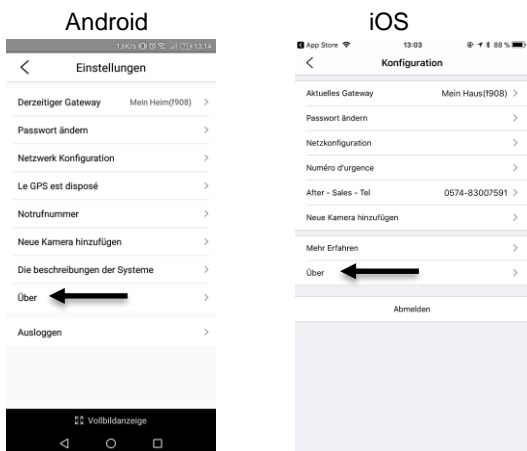 Android
1,6K/s 13:14
Einstellungen
Derzeitiger Gateway Mein Heim(f908)
Passwort ändern
Netzwerk Konfiguration
Le GPS est disposé
Notrufnummer
Neue Kamera hinzufügen
Die beschreibungen der Systeme
Über
Ausloggen
Vollbildanzeige
iOS
App Store 13:03 88 %
Konfiguration
Aktuelles Gateway Mein Haus(f908)
Passwort ändern
Netzkonfiguration
Numéro d'urgence
After - Sales - Tel 0574-83007591
Neue Kamera hinzufügen
Mehr Erfahren
Über
Abmelden